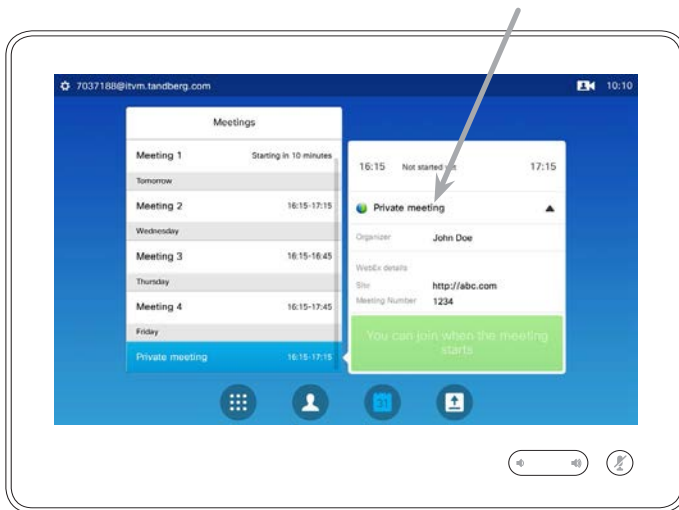 7037188@itvm.tandberg.com
10:10
Meetings
Meeting 1 Starting in 10 minutes
Tomorrow
Meeting 2 16:15-17:15
Wednesday
Meeting 3 16:15-16:45
Thursday
Meeting 4 16:15-17:45
Friday
Private meeting 16:15-17:15
16:15 Not started yet 17:15
Private meeting
Organizer John Doe
WebEx details
Site http://abc.com
Meeting Number 1234
You can join when the meeting
starts
31